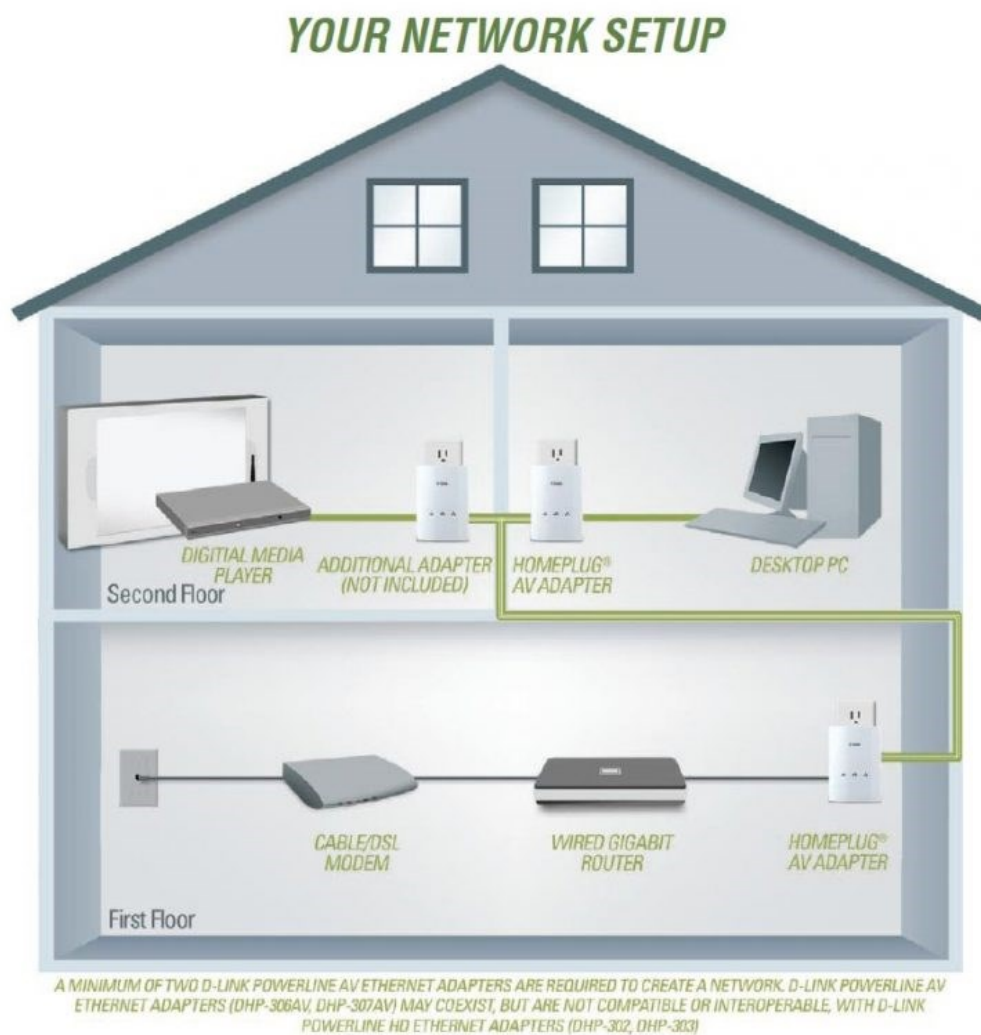 YOUR NETWORK SETUP
DIGITIAL MEDIA
PLAYER
ADDITIONAL ADAPTER
(NOT INCLUDED)
HOMEPLUG®
AV ADAPTER
DESKTOP PC
Second Floor
CABLE/DSL
MODEM
WIRED GIGABIT
ROUTER
HOMEPLUG®
AV ADAPTER
First Floor
A MINIMUM OF TWO D-LINK POWERLINE AV ETHERNET ADAPTERS ARE REQUIRED TO CREATE A NETWORK. D-LINK POWERLINE AV
ETHERNET ADAPTERS (DHP-306AV, DHP-307AV) MAY COEXIST, BUT ARE NOT COMPATIBLE OR INTEROPERABLE, WITH D-LINK
POWERLINE HD ETHERNET ADAPTERS (DHP-302, DHP-303)